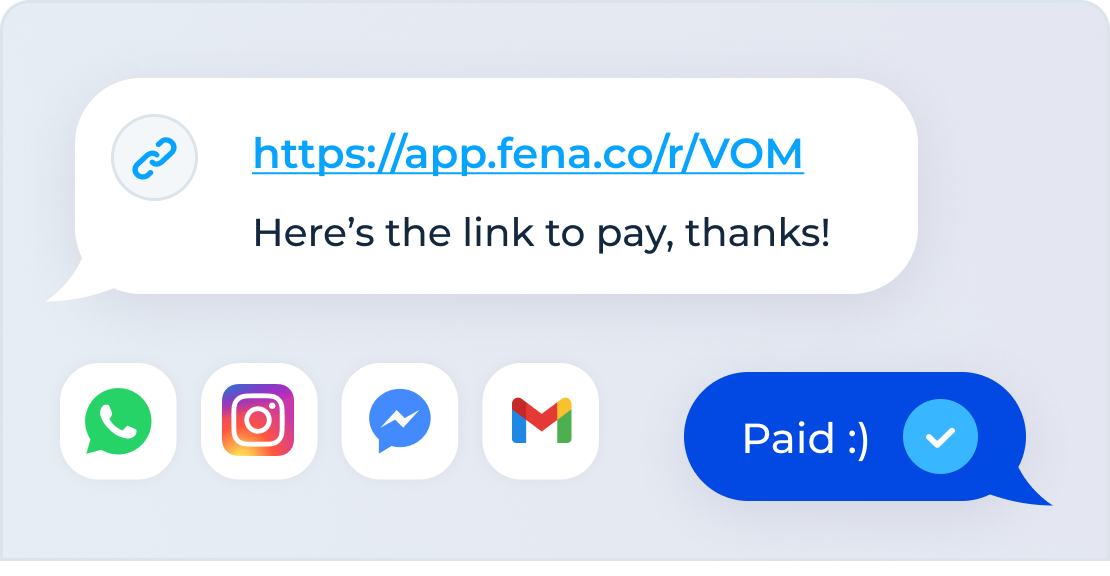 https://app.fena.co/r/VOM
Here’s the link to pay, thanks!
Paid :)